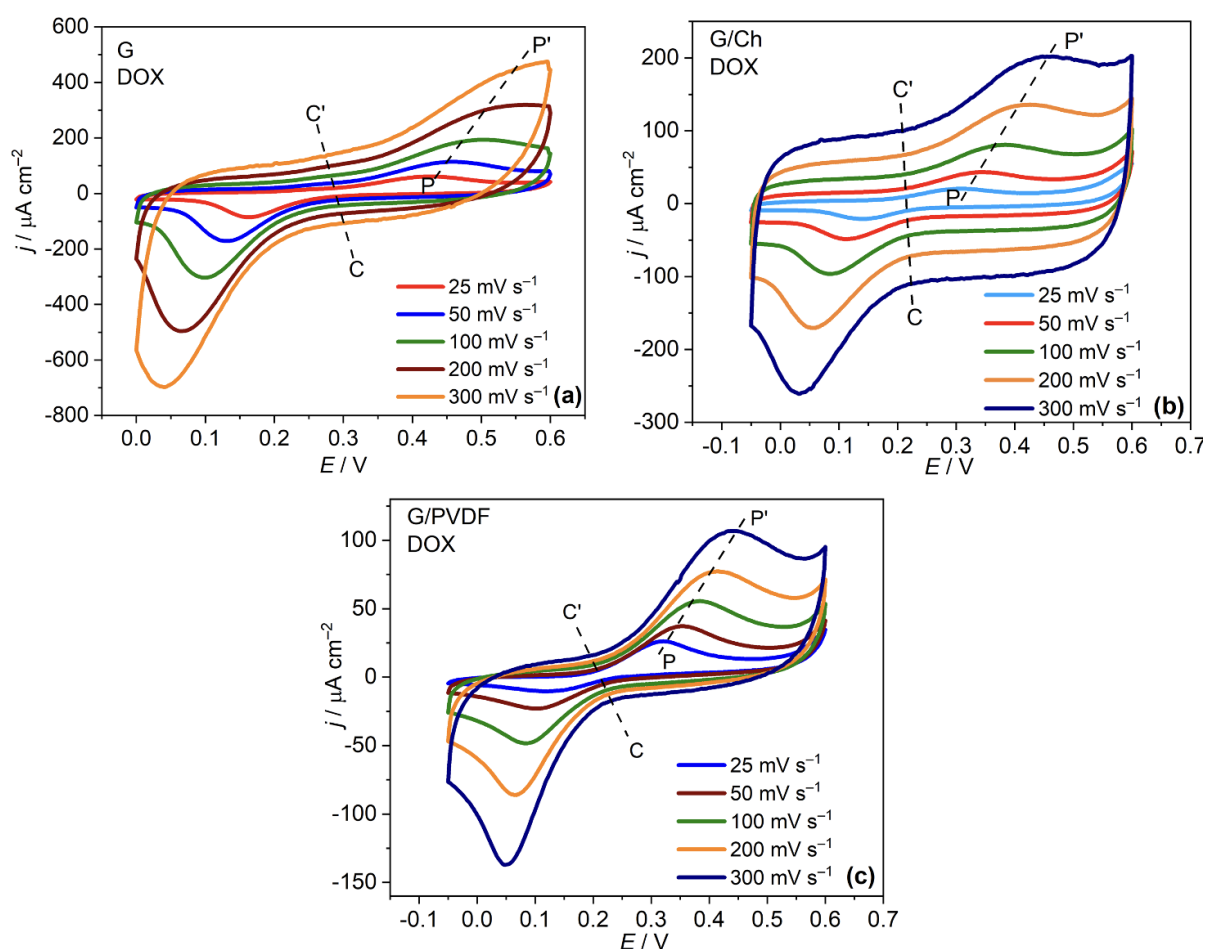 G
DOX
P'
C'
P
C
600
400
200
0
-200
-400
-600
-800
j / µA cm⁻²
25 mV s⁻¹
50 mV s⁻¹
100 mV s⁻¹
200 mV s⁻¹
300 mV s⁻¹
(a)
0.0 0.1 0.2 0.3 0.4 0.5 0.6
E / V
G/Ch
DOX
P'
C'
P
C
200
100
0
-100
-200
-300
j / µA cm⁻²
25 mV s⁻¹
50 mV s⁻¹
100 mV s⁻¹
200 mV s⁻¹
300 mV s⁻¹
(b)
-0.1 0.0 0.1 0.2 0.3 0.4 0.5 0.6 0.7
E / V
G/PVDF
DOX
P'
C'
P
C
100
50
0
-50
-100
-150
j / µA cm⁻²
25 mV s⁻¹
50 mV s⁻¹
100 mV s⁻¹
200 mV s⁻¹
300 mV s⁻¹
(c)
-0.1 0.0 0.1 0.2 0.3 0.4 0.5 0.6 0.7
E / V